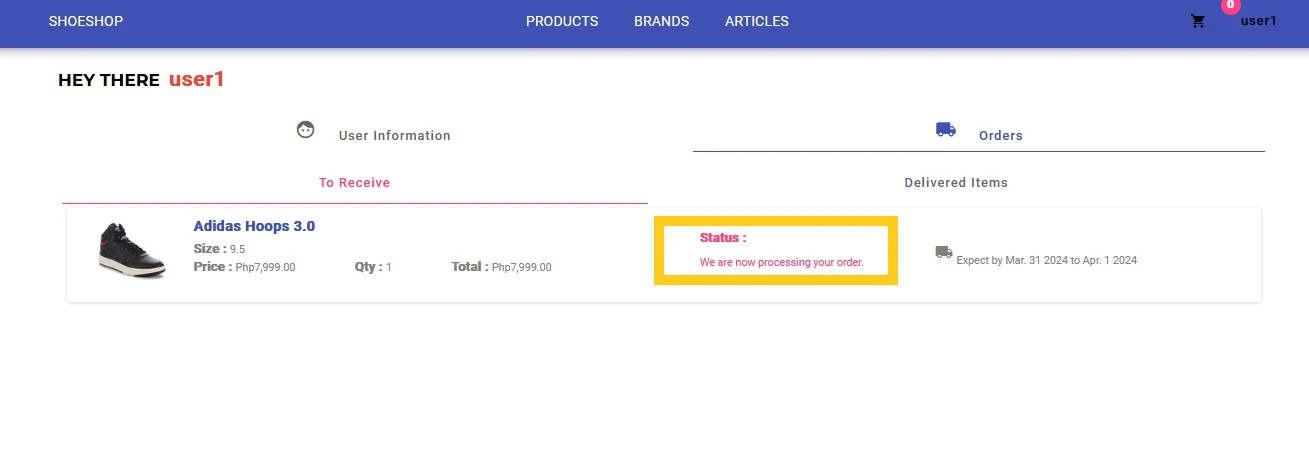 SHOESHOP PRODUCTS BRANDS ARTICLES 0 user1
HEY THERE user1
User Information Orders
To Receive Delivered Items
Adidas Hoops 3.0
Size : 9.5
Price : Php7,999.00 Qty : 1 Total : Php7,999.00
Status :
We are now processing your order.
Expect by Mar. 31 2024 to Apr. 1 2024